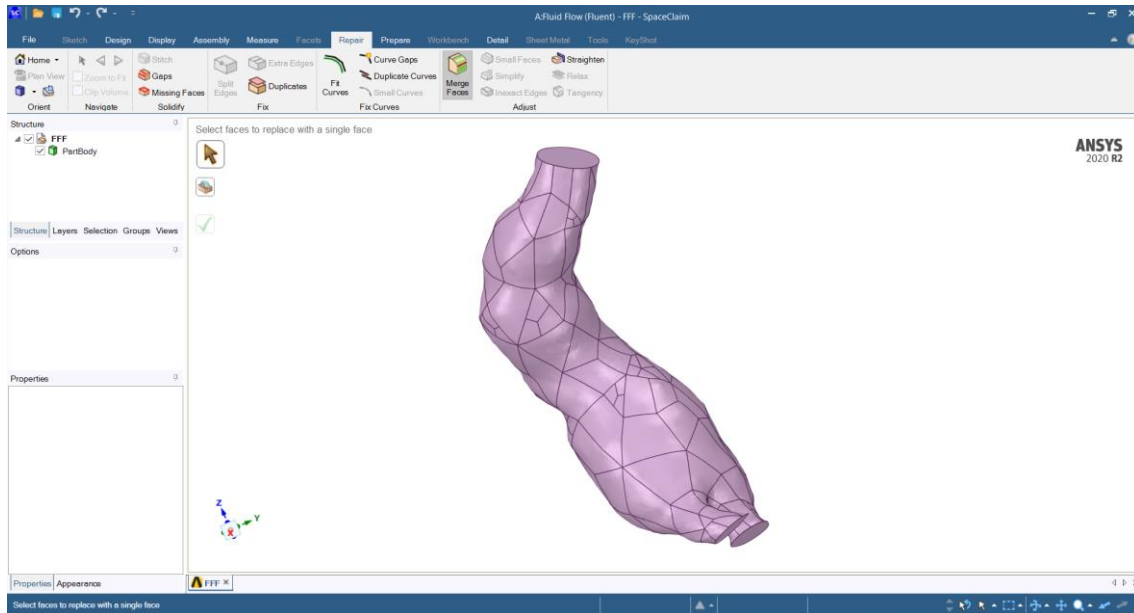 A:Fluid Flow (Fluent) - FFF - SpaceClaim
File Sketch Design Display Assembly Measure Facets Repair Prepare Workbench Detail Sheet Metal Tools KeyShot
Home Stitch Curve Gaps Small Faces Straighten
Plan View Zoom to Fit Gaps Split Edges Extra Edges Duplicates Fit Curves Duplicate Curves Merge Faces Simplify Relax
Clip Volume Missing Faces Small Curves Inexact Edges Tangency
Orient Navigate Solidify Fix Fix Curves Adjust
Structure
Select faces to replace with a single face
FFF
PartBody
ANSYS
2020 R2
Structure Layers Selection Groups Views
Options
Properties
Z
Y
X
Properties Appearance
FFF
Select faces to replace with a single face